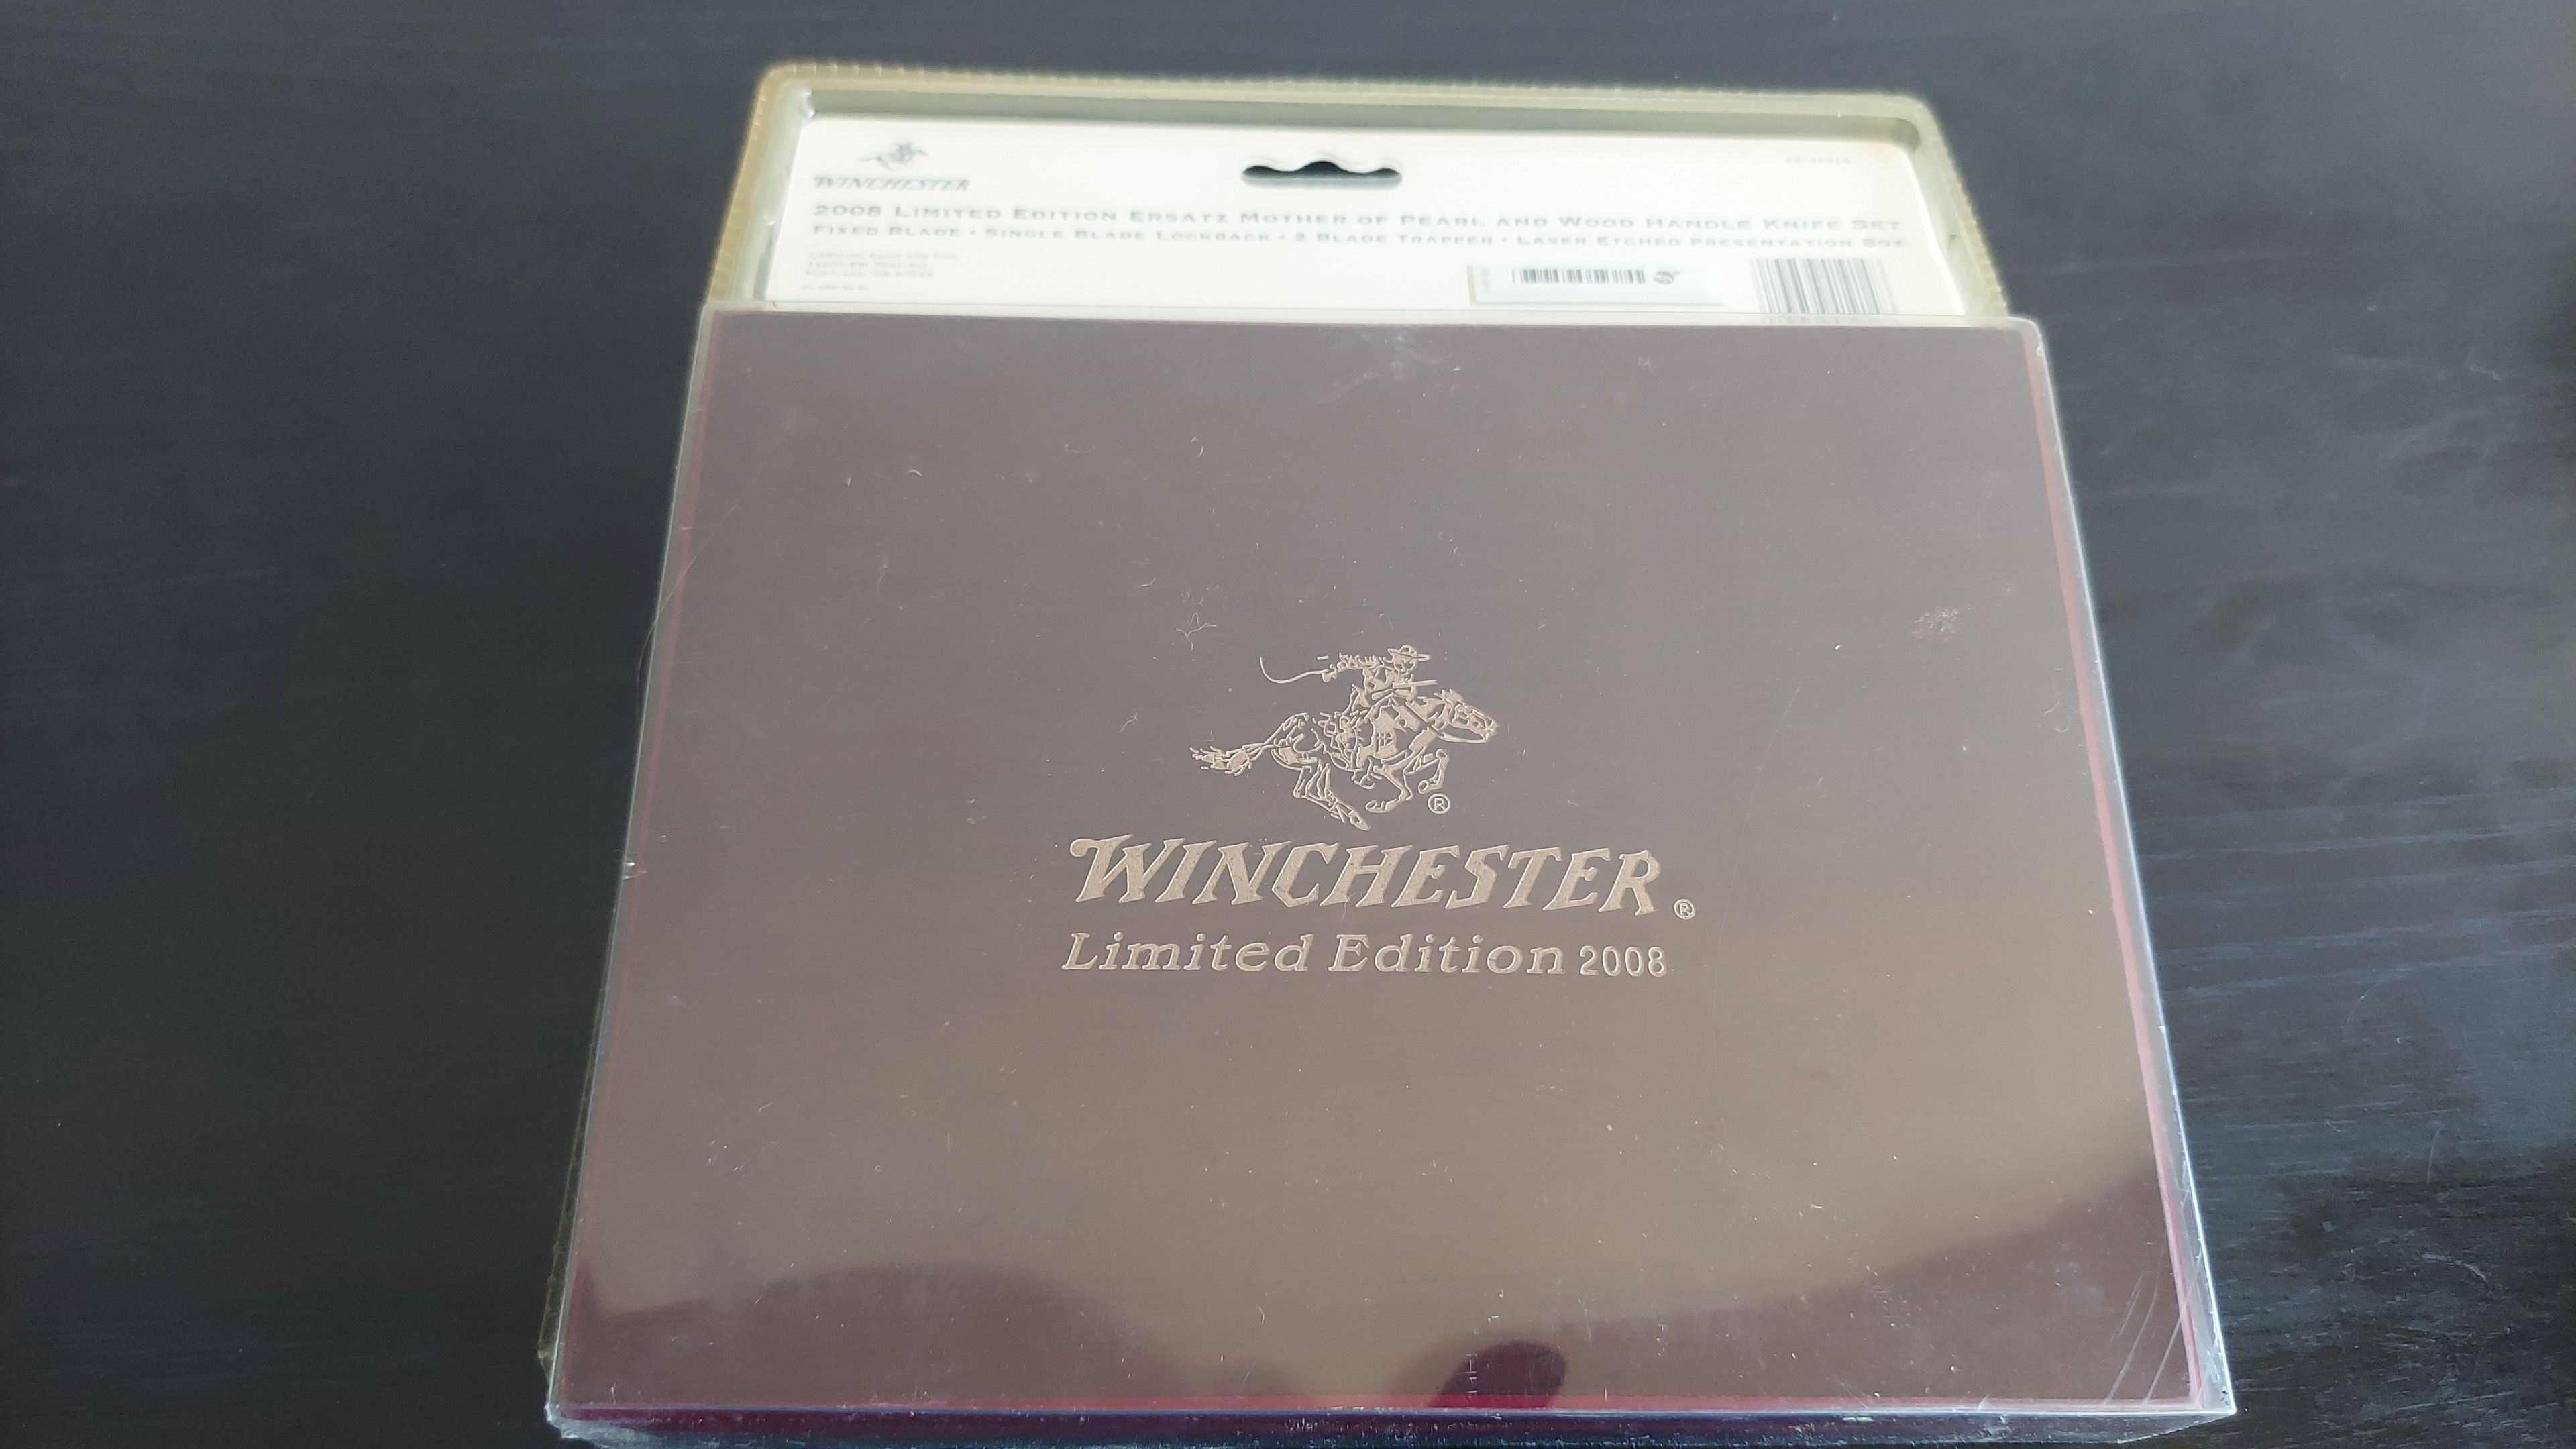 WINCHESTER
2008 LIMITED EDITION ERSATZ MOTHER OF PEARL AND WOOD HANDLE KNIFE SET
FIXED BLADE • SINGLE BLADE LOCKBACK • 2 BLADE TRAPPER • LASER ETCHED PRESENTATION BOX
®
WINCHESTER®
Limited Edition 2008